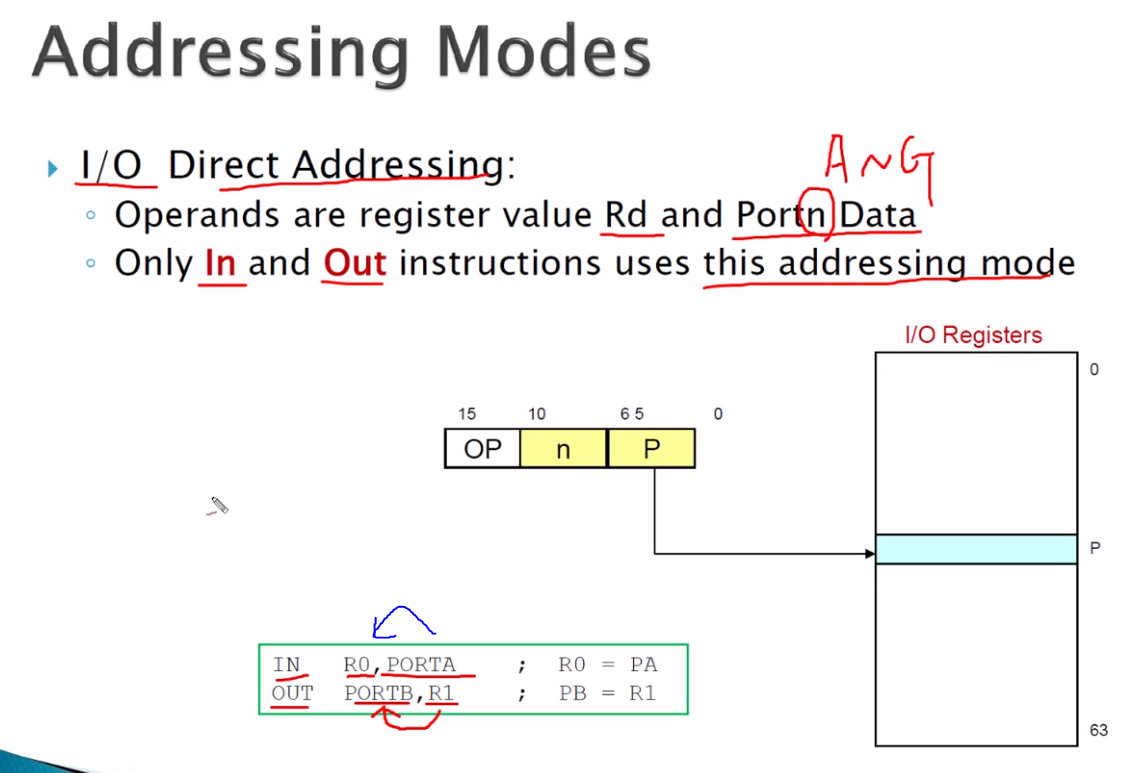 Addressing Modes
A ~ G
I/O Direct Addressing:
Operands are register value Rd and Portn Data
Only In and Out instructions uses this addressing mode
I/O Registers
0
15 10 6 5 0
OP n P
P
IN R0,PORTA ; R0 = PA
OUT PORTB,R1 ; PB = R1
63